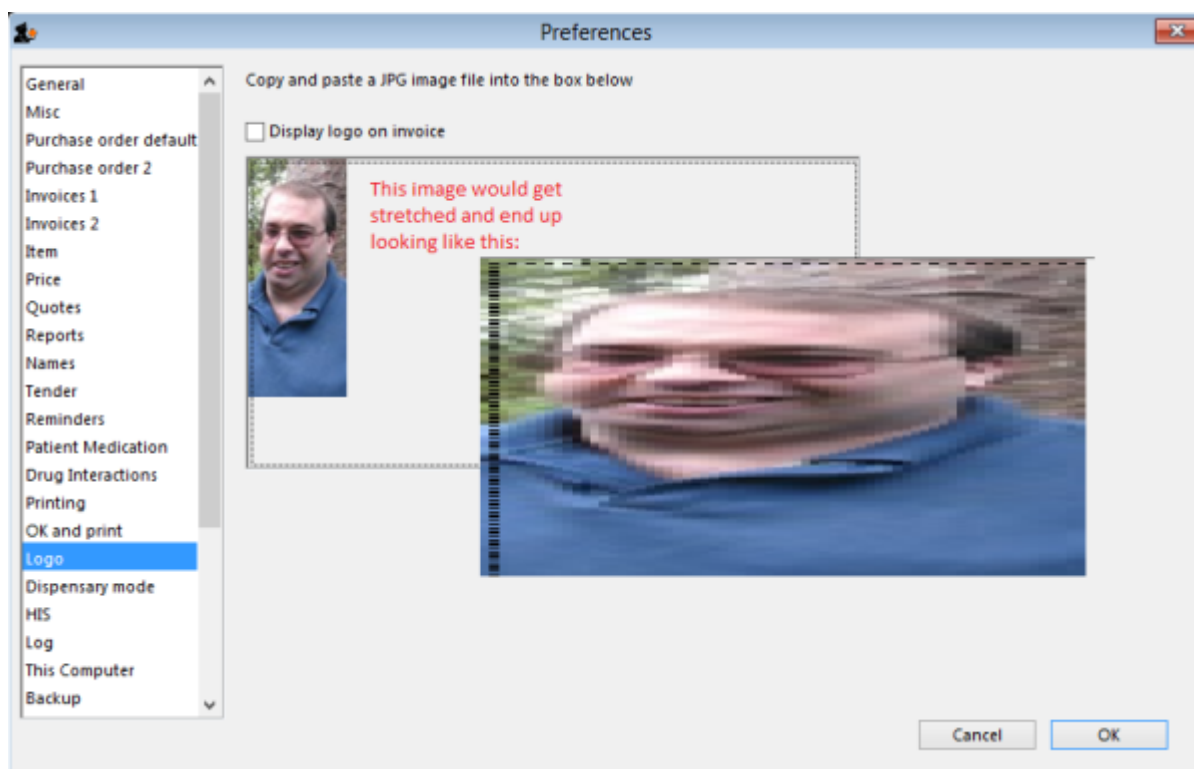 Preferences
General
Misc
Purchase order default
Purchase order 2
Invoices 1
Invoices 2
Item
Price
Quotes
Reports
Names
Tender
Reminders
Patient Medication
Drug Interactions
Printing
OK and print
Logo
Dispensary mode
HIS
Log
This Computer
Backup
Copy and paste a JPG image file into the box below
Display logo on invoice
This image would get
stretched and end up
looking like this:
Cancel
OK